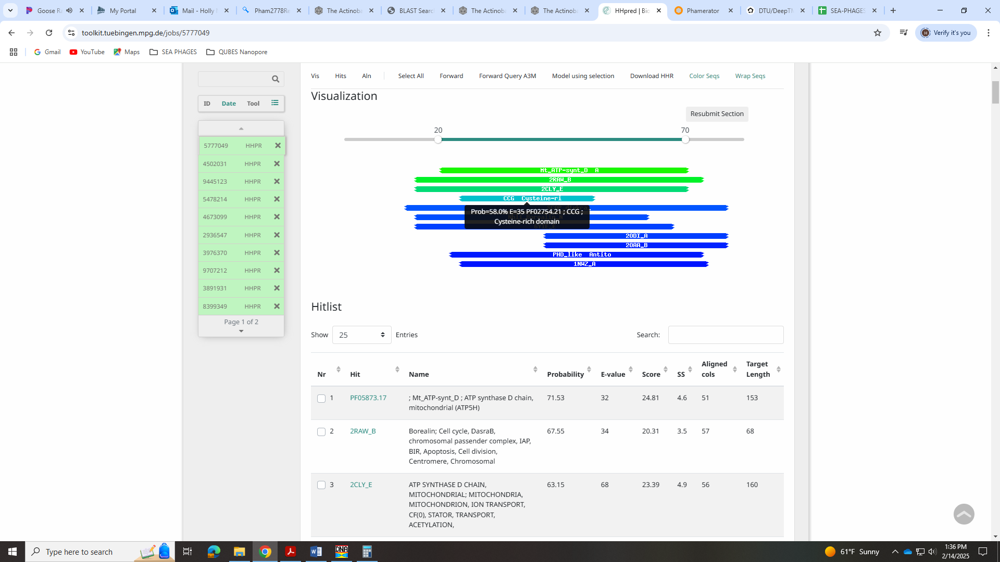 Goose Ra
My Portal
Mail - Holly
Pham2778Re
The Actinoba
BLAST Searc
The Actinoba
The Actinoba
HHpred | Bio
Phamerator
DTU/DeepTM
SEA-PHAGES
toolkit.tuebingen.mpg.de/jobs/5777049
Verify it's you
Gmail
YouTube
Maps
SEA PHAGES
QUBES Nanopore
Vis Hits Aln Select All Forward Forward Query A3M Model using selection Download HHR Color Seqs Wrap Seqs
ID Date Tool
5777049 HHPR
4502031 HHPR
9445123 HHPR
5478214 HHPR
4673099 HHPR
2936547 HHPR
3976370 HHPR
9707212 HHPR
3891931 HHPR
8399349 HHPR
Page 1 of 2
Visualization
Resubmit Section
20 70
Mt_ATP-synt_D A
2RAW_B
2CLY_E
CCG Cysteine-ri
Prob=58.0% E=35 PF02754.21 ; CCG ;
Cysteine-rich domain
2ODI_A
2OAA_B
PHD_like Antito
1NWZ_A
Hitlist
Show 25 Entries
Search:
Nr Hit Name Probability E-value Score SS Aligned cols Target Length
1 PF05873.17 ; Mt_ATP-synt_D ; ATP synthase D chain, 71.53 32 24.81 4.6 51 153
mitochondrial (ATP5H)
2 2RAW_B Borealin; Cell cycle, DasraB, 67.55 34 20.31 3.5 57 68
chromosomal passender complex, IAP,
BIR, Apoptosis, Cell division,
Centromere, Chromosomal
3 2CLY_E ATP SYNTHASE D CHAIN, 63.15 68 23.39 4.9 56 160
MITOCHONDRIAL; MITOCHONDRIA,
MITOCHONDRION, ION TRANSPORT,
CF(0), STATOR, TRANSPORT,
ACETYLATION,
Type here to search
DNA
61°F Sunny
1:36 PM
2/14/2025